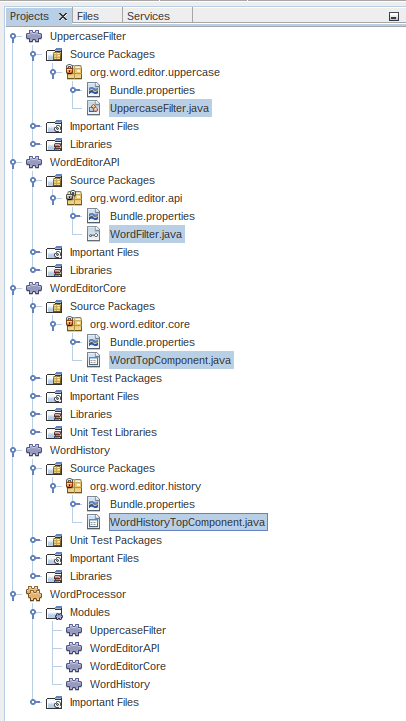 Projects Files Services
UppercaseFilter
Source Packages
org.word.editor.uppercase
Bundle.properties
UppercaseFilter.java
Important Files
Libraries
WordEditorAPI
Source Packages
org.word.editor.api
Bundle.properties
WordFilter.java
Important Files
Libraries
WordEditorCore
Source Packages
org.word.editor.core
Bundle.properties
WordTopComponent.java
Unit Test Packages
Important Files
Libraries
Unit Test Libraries
WordHistory
Source Packages
org.word.editor.history
Bundle.properties
WordHistoryTopComponent.java
Unit Test Packages
Important Files
Libraries
WordProcessor
Modules
UppercaseFilter
WordEditorAPI
WordEditorCore
WordHistory
Important Files